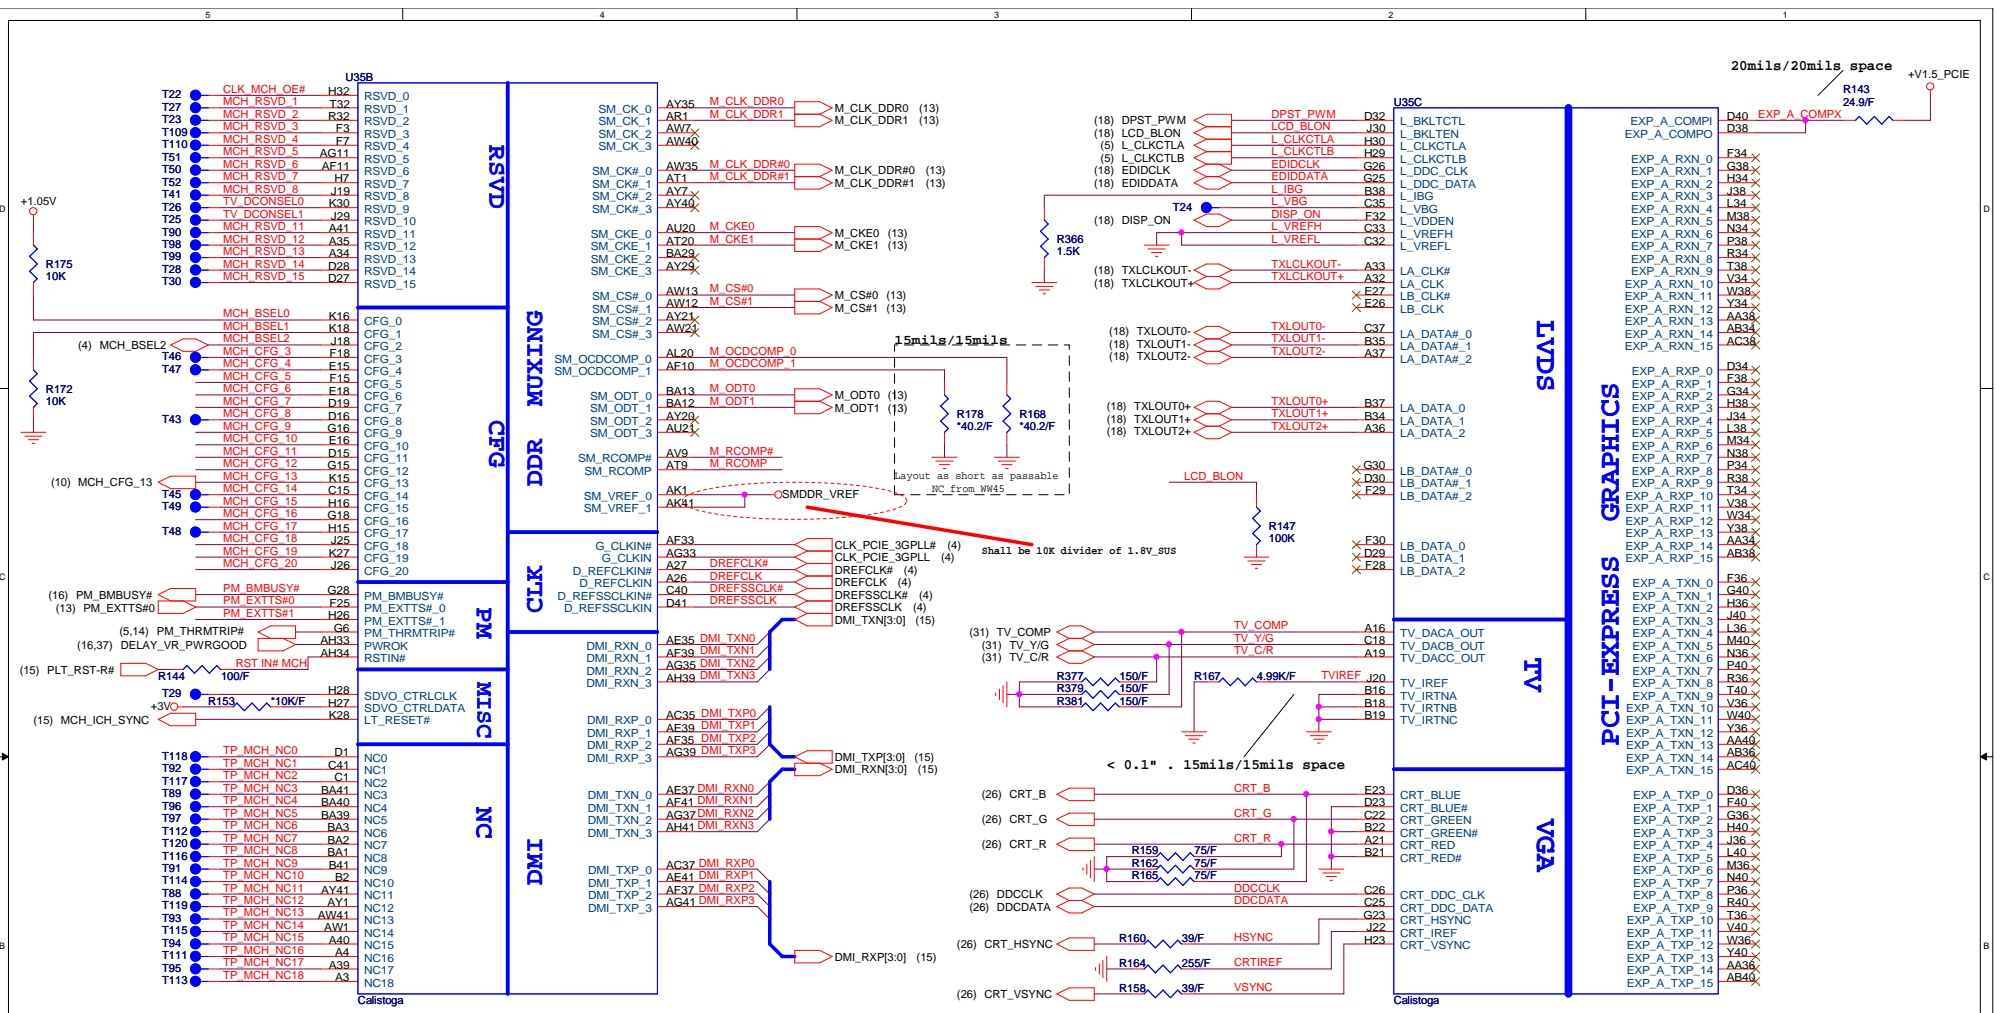 5 4 3 2 1
D
C
B
D
C
B
20mils/20mils space
+V1.5_PCIE
R143
24.9/F
U35B
T22 CLK_MCH_OE# H32 RSVD_0
T27 MCH_RSVD_1 T32 RSVD_1
T23 MCH_RSVD_2 R32 RSVD_2
T109 MCH_RSVD_3 F3 RSVD_3
T110 MCH_RSVD_4 F7 RSVD_4
T51 MCH_RSVD_5 AG11 RSVD_5
T50 MCH_RSVD_6 AF11 RSVD_6
T52 MCH_RSVD_7 H7 RSVD_7
T41 MCH_RSVD_8 J19 RSVD_8
T26 TV_DCONSEL0 K30 RSVD_9
T25 TV_DCONSEL1 J29 RSVD_10
T90 MCH_RSVD_11 A41 RSVD_11
T98 MCH_RSVD_12 A35 RSVD_12
T99 MCH_RSVD_13 A34 RSVD_13
T28 MCH_RSVD_14 D28 RSVD_14
T30 MCH_RSVD_15 D27 RSVD_15
RSVD
+1.05V
R175
10K
R172
10K
MCH_BSEL0 K16 CFG_0
MCH_BSEL1 K18 CFG_1
(4) MCH_BSEL2 MCH_BSEL2 J18 CFG_2
T46 MCH_CFG_3 F18 CFG_3
T47 MCH_CFG_4 E15 CFG_4
MCH_CFG_5 F15 CFG_5
MCH_CFG_6 E18 CFG_6
MCH_CFG_7 D19 CFG_7
T43 MCH_CFG_8 D16 CFG_8
MCH_CFG_9 G16 CFG_9
MCH_CFG_10 E16 CFG_10
MCH_CFG_11 D15 CFG_11
MCH_CFG_12 G15 CFG_12
(10) MCH_CFG_13 MCH_CFG_13 K15 CFG_13
T45 MCH_CFG_14 C15 CFG_14
T49 MCH_CFG_15 H16 CFG_15
MCH_CFG_16 G18 CFG_16
T48 MCH_CFG_17 H15 CFG_17
MCH_CFG_18 J25 CFG_18
MCH_CFG_19 K27 CFG_19
MCH_CFG_20 J26 CFG_20
CFG
(16) PM_BMBUSY# PM_BMBUSY# G28 PM_BMBUSY#
(13) PM_EXTTS#0 PM_EXTTS#0 F25 PM_EXTTS#_0
PM_EXTTS#1 H26 PM_EXTTS#_1
(5,14) PM_THRMTRIP# G6 PM_THRMTRIP#
(16,37) DELAY_VR_PWRGOOD AH33 PWROK
(15) PLT_RST-R# R144 100/F RST IN# MCH AH34 RSTIN#
PM
T29 H28 SDVO_CTRLCLK
+3V R153 *10K/F H27 SDVO_CTRLDATA
(15) MCH_ICH_SYNC K28 LT_RESET#
MISC
T118 TP_MCH_NC0 D1 NC0
T92 TP_MCH_NC1 C41 NC1
T117 TP_MCH_NC2 C1 NC2
T89 TP_MCH_NC3 BA41 NC3
T96 TP_MCH_NC4 BA40 NC4
T97 TP_MCH_NC5 BA39 NC5
T112 TP_MCH_NC6 BA3 NC6
T120 TP_MCH_NC7 BA2 NC7
T116 TP_MCH_NC8 BA1 NC8
T91 TP_MCH_NC9 B41 NC9
T114 TP_MCH_NC10 B2 NC10
T88 TP_MCH_NC11 AY41 NC11
T119 TP_MCH_NC12 AY1 NC12
T93 TP_MCH_NC13 AW41 NC13
T115 TP_MCH_NC14 AW1 NC14
T94 TP_MCH_NC15 A40 NC15
T111 TP_MCH_NC16 A4 NC16
T95 TP_MCH_NC17 A39 NC17
T113 TP_MCH_NC18 A3 NC18
NC
Calistoga
DDR MUXING
SM_CK_0 AY35 M_CLK_DDR0 M_CLK_DDR0 (13)
SM_CK_1 AR1 M_CLK_DDR1 M_CLK_DDR1 (13)
SM_CK_2 AW7
SM_CK_3 AW40
SM_CK#_0 AW35 M_CLK_DDR#0 M_CLK_DDR#0 (13)
SM_CK#_1 AT1 M_CLK_DDR#1 M_CLK_DDR#1 (13)
SM_CK#_2 AY7
SM_CK#_3 AY40
SM_CKE_0 AU20 M_CKE0 M_CKE0 (13)
SM_CKE_1 AT20 M_CKE1 M_CKE1 (13)
SM_CKE_2 BA29
SM_CKE_3 AY29
SM_CS#_0 AW13 M_CS#0 M_CS#0 (13)
SM_CS#_1 AW12 M_CS#1 M_CS#1 (13)
SM_CS#_2 AY21
SM_CS#_3 AW21
SM_OCDCOMP_0 AL20 M_OCDCOMP_0
SM_OCDCOMP_1 AF10 M_OCDCOMP_1
SM_ODT_0 BA13 M_ODT0 M_ODT0 (13)
SM_ODT_1 BA12 M_ODT1 M_ODT1 (13)
SM_ODT_2 AY20
SM_ODT_3 AU21
SM_RCOMP# AV9 M_RCOMP#
SM_RCOMP AT9 M_RCOMP
SM_VREF_0 AK1 SMDDR_VREF
SM_VREF_1 AK41
15mils/15mils
R178
*40.2/F
R168
*40.2/F
Layout as short as passable
NC from WW45
Shall be 10K divider of 1.8V_SUS
CLK
G_CLKIN# AF33 CLK_PCIE_3GPLL# (4)
G_CLKIN AG33 CLK_PCIE_3GPLL (4)
D_REFCLKIN# A27 DREFCLK# DREFCLK# (4)
D_REFCLKIN A26 DREFCLK DREFCLK (4)
D_REFSSCLKIN# C40 DREFSSCLK# DREFSSCLK# (4)
D_REFSSCLKIN D41 DREFSSCLK DREFSSCLK (4)
DMI_TXN[3:0] (15)
DMI
DMI_RXN_0 AE35 DMI_TXN0
DMI_RXN_1 AF39 DMI_TXN1
DMI_RXN_2 AG35 DMI_TXN2
DMI_RXN_3 AH39 DMI_TXN3
DMI_RXP_0 AC35 DMI_TXP0
DMI_RXP_1 AE39 DMI_TXP1
DMI_RXP_2 AF35 DMI_TXP2
DMI_RXP_3 AG39 DMI_TXP3
DMI_TXP[3:0] (15)
DMI_RXN[3:0] (15)
DMI_TXN_0 AE37 DMI_RXN0
DMI_TXN_1 AF41 DMI_RXN1
DMI_TXN_2 AG37 DMI_RXN2
DMI_TXN_3 AH41 DMI_RXN3
DMI_TXP_0 AC37 DMI_RXP0
DMI_TXP_1 AE41 DMI_RXP1
DMI_TXP_2 AF37 DMI_RXP2
DMI_TXP_3 AG41 DMI_RXP3
DMI_RXP[3:0] (15)
U35C
(18) DPST_PWM DPST_PWM D32 L_BKLTCTL
(18) LCD_BLON LCD_BLON J30 L_BKLTEN
(5) L_CLKCTLA L_CLKCTLA H30 L_CLKCTLA
(5) L_CLKCTLB L_CLKCTLB H29 L_CLKCTLB
(18) EDIDCLK EDIDCLK G26 L_DDC_CLK
(18) EDIDDATA EDIDDATA G25 L_DDC_DATA
L_IBG B38 L_IBG
T24 L_VBG C35 L_VBG
(18) DISP_ON DISP_ON F32 L_VDDEN
L_VREFH C33 L_VREFH
L_VREFL C32 L_VREFL
R366
1.5K
(18) TXLCLKOUT- TXLCLKOUT- A33 LA_CLK#
(18) TXLCLKOUT+ TXLCLKOUT+ A32 LA_CLK
E27 LB_CLK#
E26 LB_CLK
(18) TXLOUT0- TXLOUT0- C37 LA_DATA#_0
(18) TXLOUT1- TXLOUT1- B35 LA_DATA#_1
(18) TXLOUT2- TXLOUT2- A37 LA_DATA#_2
(18) TXLOUT0+ TXLOUT0+ B37 LA_DATA_0
(18) TXLOUT1+ TXLOUT1+ B34 LA_DATA_1
(18) TXLOUT2+ TXLOUT2+ A36 LA_DATA_2
G30 LB_DATA#_0
D30 LB_DATA#_1
F29 LB_DATA#_2
LCD_BLON
R147
100K
F30 LB_DATA_0
D29 LB_DATA_1
F28 LB_DATA_2
LVDS
(31) TV_COMP TV_COMP A16 TV_DACA_OUT
(31) TV_Y/G TV_Y/G C18 TV_DACB_OUT
(31) TV_C/R TV_C/R A19 TV_DACC_OUT
R377 150/F
R379 150/F
R381 150/F
R167 4.99K/F TVIREF J20 TV_IREF
B16 TV_IRTNA
B18 TV_IRTNB
B19 TV_IRTNC
TV
< 0.1" . 15mils/15mils space
(26) CRT_B CRT_B E23 CRT_BLUE
D23 CRT_BLUE#
(26) CRT_G CRT_G C22 CRT_GREEN
B22 CRT_GREEN#
(26) CRT_R CRT_R A21 CRT_RED
B21 CRT_RED#
R159 75/F
R162 75/F
R165 75/F
(26) DDCCLK DDCCLK C26 CRT_DDC_CLK
(26) DDCDATA DDCDATA C25 CRT_DDC_DATA
(26) CRT_HSYNC R160 39/F HSYNC G23 CRT_HSYNC
R164 255/F CRTIREF J22 CRT_IREF
(26) CRT_VSYNC R158 39/F VSYNC H23 CRT_VSYNC
VGA
Calistoga
PCI-EXPRESS GRAPHICS
EXP_A_COMPI D40 EXP_A_COMPX
EXP_A_COMPO D38
EXP_A_RXN_0 F34
EXP_A_RXN_1 G38
EXP_A_RXN_2 H34
EXP_A_RXN_3 J38
EXP_A_RXN_4 L34
EXP_A_RXN_5 M38
EXP_A_RXN_6 N34
EXP_A_RXN_7 P38
EXP_A_RXN_8 R34
EXP_A_RXN_9 T38
EXP_A_RXN_10 V34
EXP_A_RXN_11 W38
EXP_A_RXN_12 Y34
EXP_A_RXN_13 AA38
EXP_A_RXN_14 AB34
EXP_A_RXN_15 AC38
EXP_A_RXP_0 D34
EXP_A_RXP_1 F38
EXP_A_RXP_2 G34
EXP_A_RXP_3 H38
EXP_A_RXP_4 J34
EXP_A_RXP_5 L38
EXP_A_RXP_6 M34
EXP_A_RXP_7 N38
EXP_A_RXP_8 P34
EXP_A_RXP_9 R38
EXP_A_RXP_10 T34
EXP_A_RXP_11 V38
EXP_A_RXP_12 W34
EXP_A_RXP_13 Y38
EXP_A_RXP_14 AA34
EXP_A_RXP_15 AB38
EXP_A_TXN_0 F36
EXP_A_TXN_1 G40
EXP_A_TXN_2 H36
EXP_A_TXN_3 J40
EXP_A_TXN_4 L36
EXP_A_TXN_5 M40
EXP_A_TXN_6 N36
EXP_A_TXN_7 P40
EXP_A_TXN_8 R36
EXP_A_TXN_9 T40
EXP_A_TXN_10 V36
EXP_A_TXN_11 W40
EXP_A_TXN_12 Y36
EXP_A_TXN_13 AA40
EXP_A_TXN_14 AB36
EXP_A_TXN_15 AC40
EXP_A_TXP_0 D36
EXP_A_TXP_1 F40
EXP_A_TXP_2 G36
EXP_A_TXP_3 H40
EXP_A_TXP_4 J36
EXP_A_TXP_5 L40
EXP_A_TXP_6 M36
EXP_A_TXP_7 N40
EXP_A_TXP_8 P36
EXP_A_TXP_9 R40
EXP_A_TXP_10 T36
EXP_A_TXP_11 V40
EXP_A_TXP_12 W36
EXP_A_TXP_13 Y40
EXP_A_TXP_14 AA36
EXP_A_TXP_15 AB40